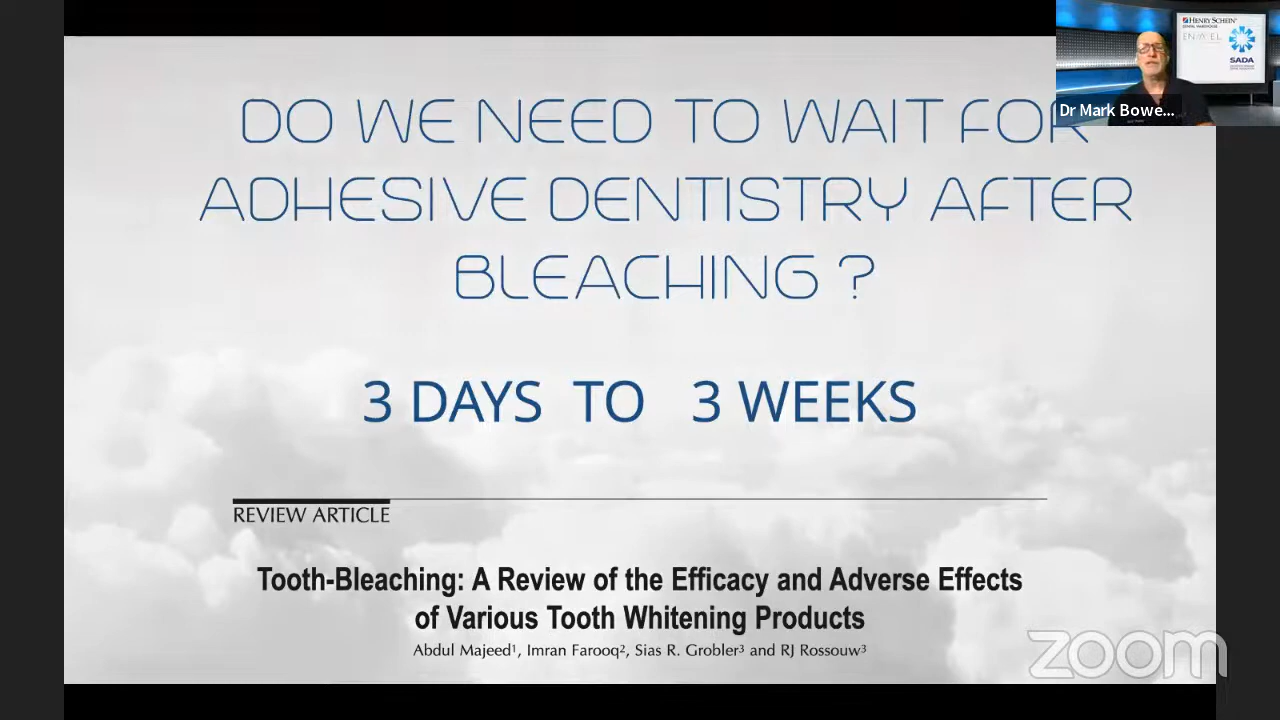 DO WE NEED TO WAIT FOR
ADHESIVE DENTISTRY AFTER
BLEACHING ?
3 DAYS TO 3 WEEKS
REVIEW ARTICLE
Tooth-Bleaching: A Review of the Efficacy and Adverse Effects
of Various Tooth Whitening Products
Abdul Majeed¹, Imran Farooq², Sias R. Grobler³ and RJ Rossouw³
HENRY SCHEIN®
SADA
Dr Mark Bowe...
zoom